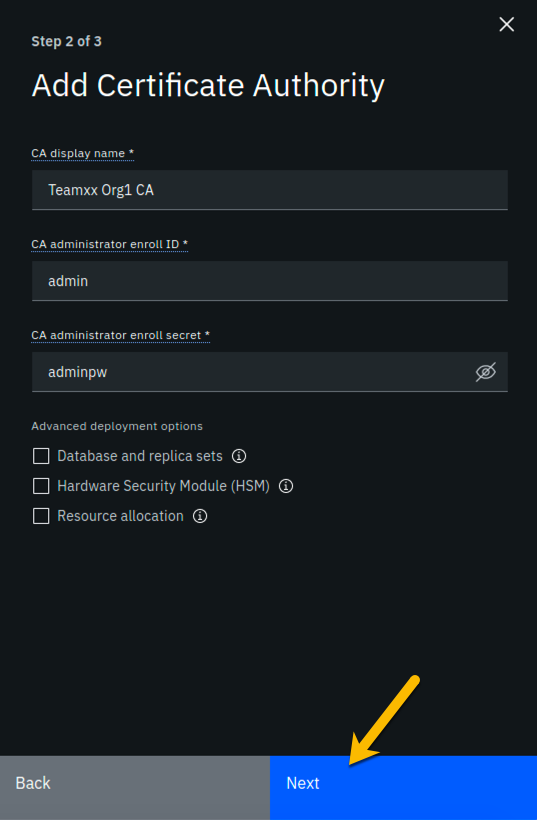 Step 2 of 3
Add Certificate Authority
CA display name *
Teamxx Org1 CA
CA administrator enroll ID *
admin
CA administrator enroll secret *
adminpw
Advanced deployment options
Database and replica sets
Hardware Security Module (HSM)
Resource allocation
Back
Next